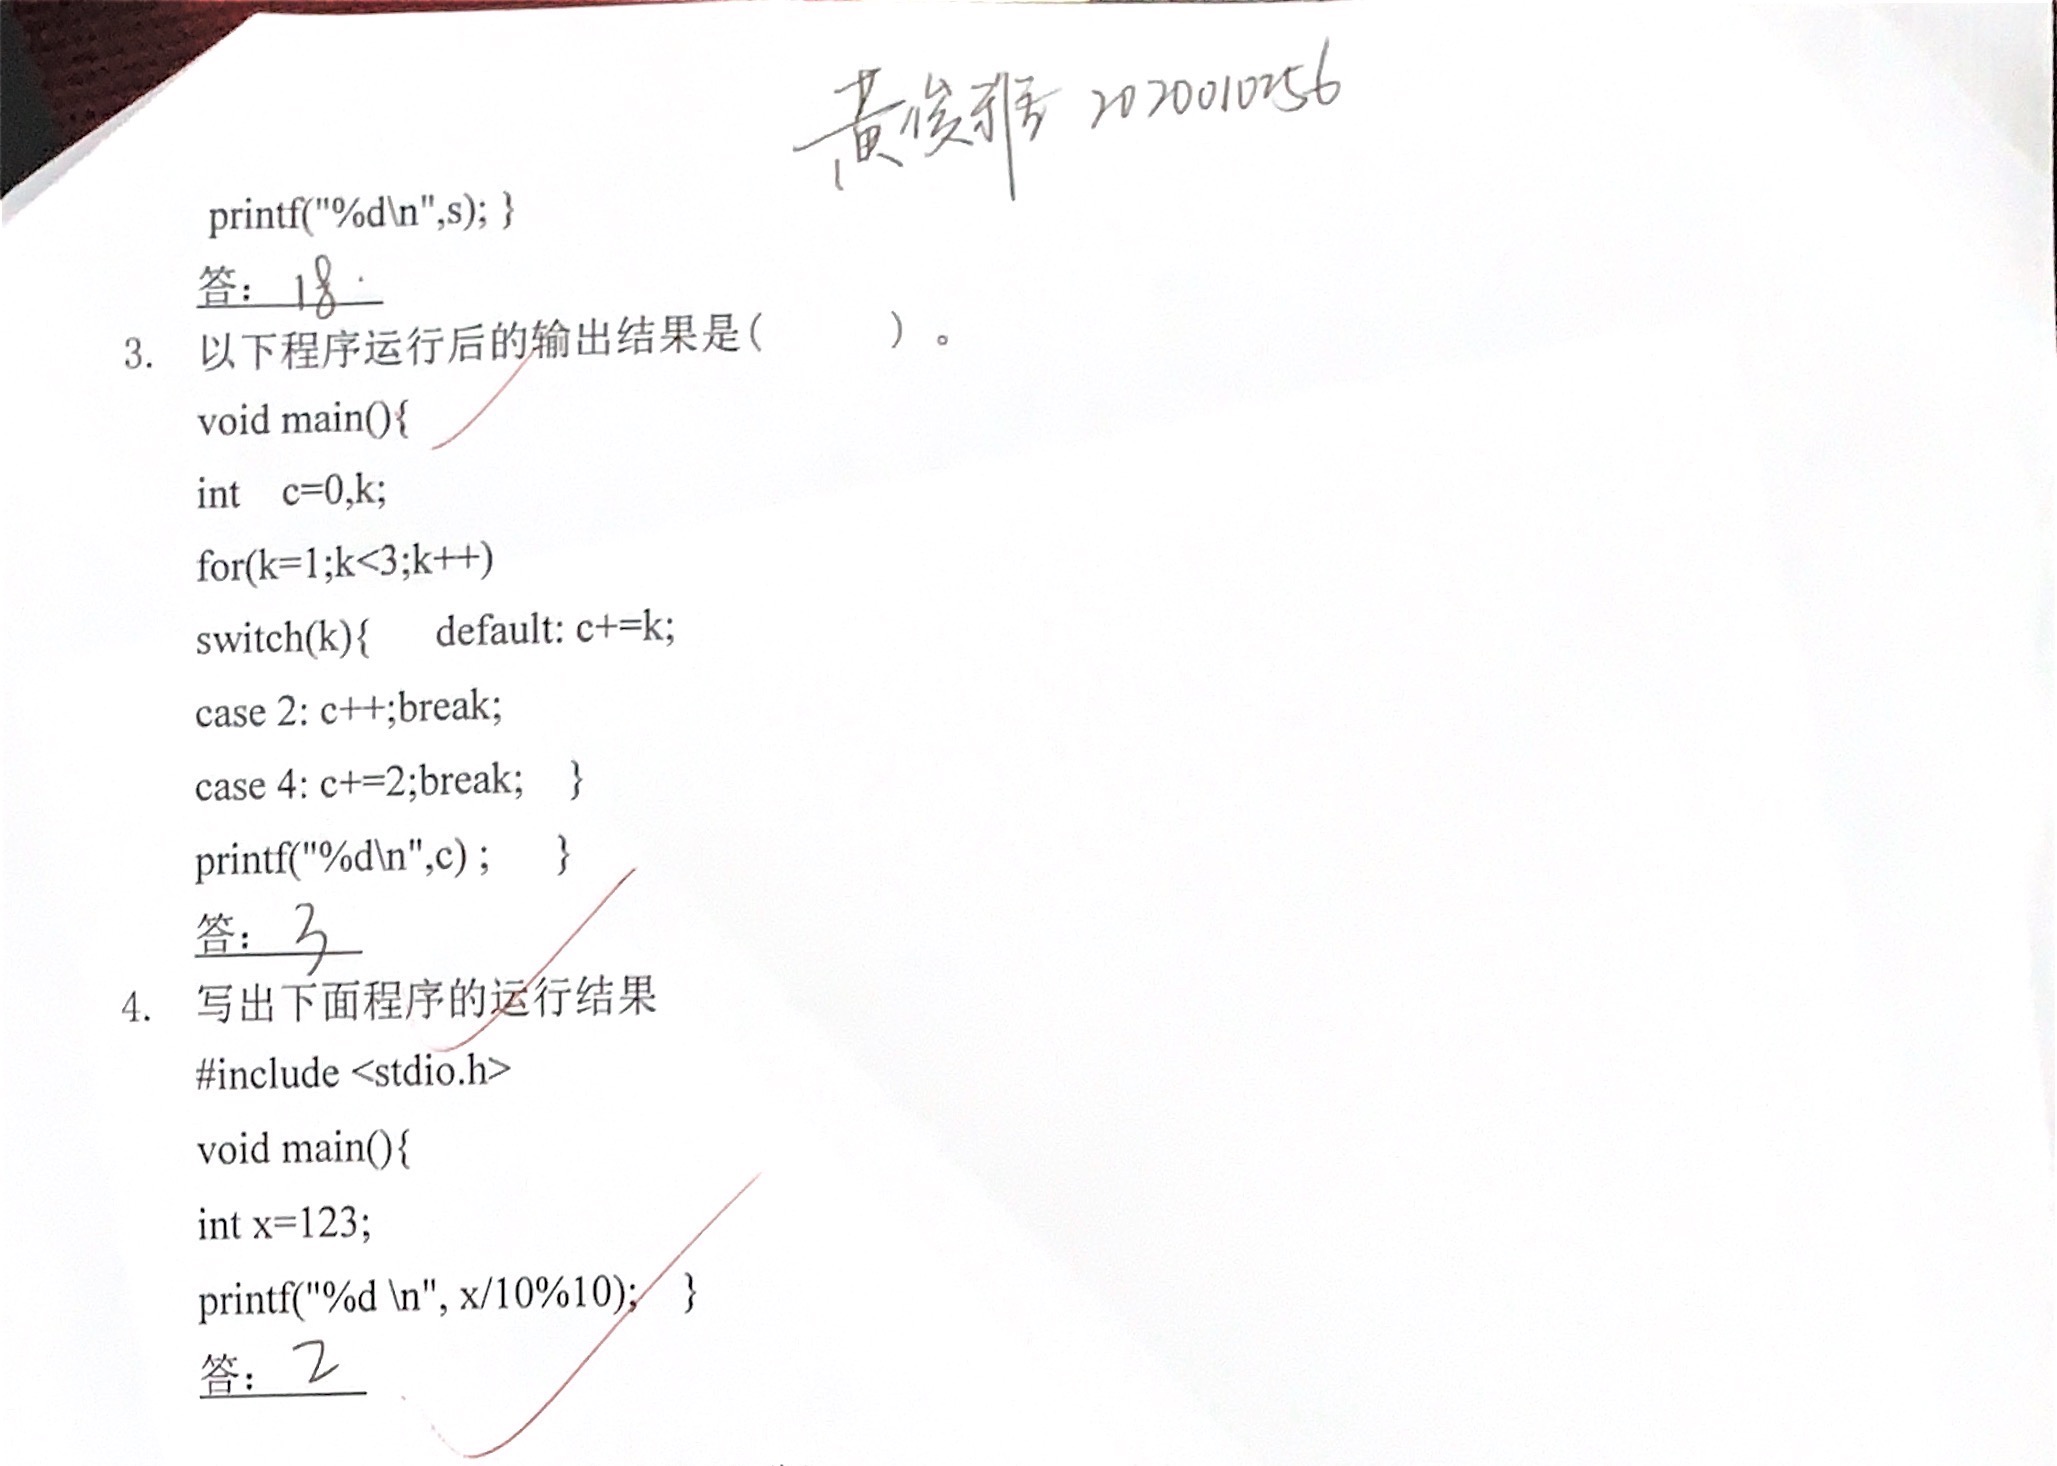 黄俊雅 2020010256
printf("%d\n",s); }
答： 18.
3. 以下程序运行后的输出结果是( )。
void main(){
int c=0,k;
for(k=1;k<3;k++)
switch(k){ default: c+=k;
case 2: c++;break;
case 4: c+=2;break; }
printf("%d\n",c) ; }
答： 3
4. 写出下面程序的运行结果
#include <stdio.h>
void main(){
int x=123;
printf("%d \n", x/10%10); }
答： 2